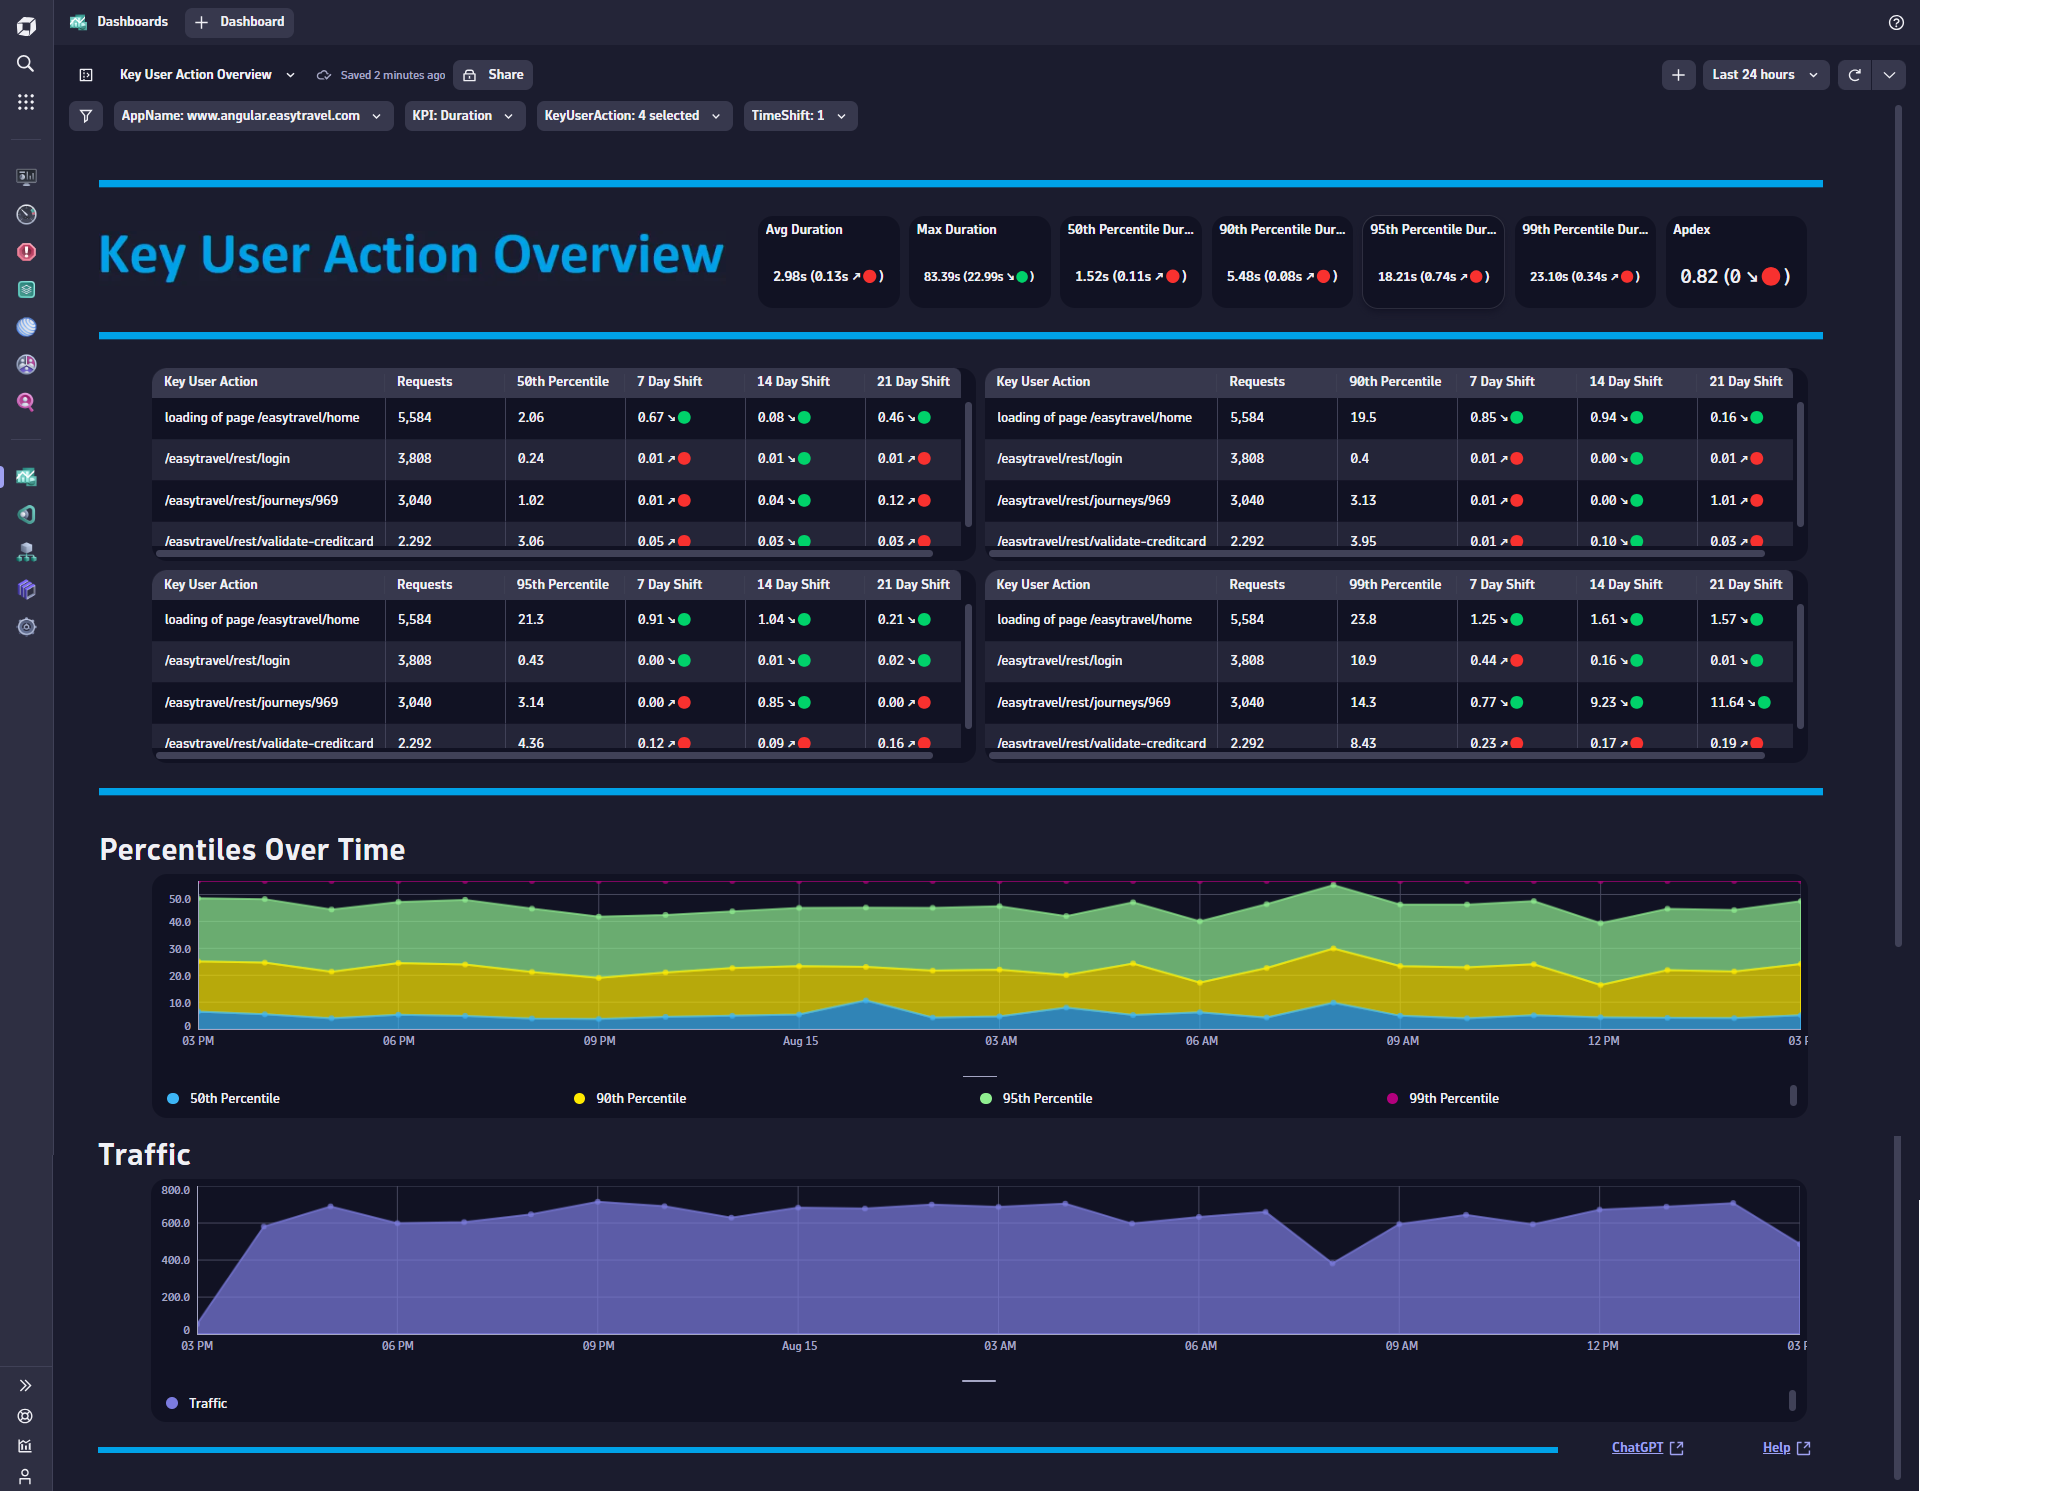 Dashboards
Dashboard
Key User Action Overview
Saved 2 minutes ago
Share
Last 24 hours
AppName: www.angular.easytravel.com
KPI: Duration
KeyUserAction: 4 selected
TimeShift: 1
Key User Action Overview
Avg Duration
2.98s (0.13s ↗ )
Max Duration
83.39s (22.99s ↘ )
50th Percentile Dur...
1.52s (0.11s ↗ )
90th Percentile Dur...
5.48s (0.08s ↗ )
95th Percentile Dur...
18.21s (0.74s ↗ )
99th Percentile Dur...
23.10s (0.34s ↗ )
Apdex
0.82 (0 ↘ )
Key User Action Requests 50th Percentile 7 Day Shift 14 Day Shift 21 Day Shift
loading of page /easytravel/home 5,584 2.06 0.67 ↘ 0.08 ↘ 0.46 ↘
/easytravel/rest/login 3,808 0.24 0.01 ↗ 0.01 ↘ 0.01 ↗
/easytravel/rest/journeys/969 3,040 1.02 0.01 ↗ 0.04 ↘ 0.12 ↗
/easytravel/rest/validate-creditcard 2,292 3.06 0.05 ↗ 0.03 ↘ 0.03 ↗
Key User Action Requests 90th Percentile 7 Day Shift 14 Day Shift 21 Day Shift
loading of page /easytravel/home 5,584 19.5 0.85 ↘ 0.94 ↘ 0.16 ↘
/easytravel/rest/login 3,808 0.4 0.01 ↗ 0.00 ↘ 0.01 ↗
/easytravel/rest/journeys/969 3,040 3.13 0.01 ↗ 0.00 ↘ 1.01 ↗
/easytravel/rest/validate-creditcard 2,292 3.95 0.01 ↗ 0.10 ↘ 0.03 ↗
Key User Action Requests 95th Percentile 7 Day Shift 14 Day Shift 21 Day Shift
loading of page /easytravel/home 5,584 21.3 0.91 ↘ 1.04 ↘ 0.21 ↘
/easytravel/rest/login 3,808 0.43 0.00 ↘ 0.01 ↘ 0.02 ↘
/easytravel/rest/journeys/969 3,040 3.14 0.00 ↗ 0.85 ↘ 0.00 ↗
/easytravel/rest/validate-creditcard 2,292 4.36 0.12 ↗ 0.09 ↗ 0.16 ↗
Key User Action Requests 99th Percentile 7 Day Shift 14 Day Shift 21 Day Shift
loading of page /easytravel/home 5,584 23.8 1.25 ↘ 1.61 ↘ 1.57 ↘
/easytravel/rest/login 3,808 10.9 0.44 ↗ 0.16 ↘ 0.01 ↘
/easytravel/rest/journeys/969 3,040 14.3 0.77 ↘ 9.23 ↘ 11.64 ↘
/easytravel/rest/validate-creditcard 2,292 8.43 0.23 ↗ 0.17 ↗ 0.19 ↗
Percentiles Over Time
50.0
40.0
30.0
20.0
10.0
0
03 PM 06 PM 09 PM Aug 15 03 AM 06 AM 09 AM 12 PM 03 P
50th Percentile 90th Percentile 95th Percentile 99th Percentile
Traffic
800.0
600.0
400.0
200.0
0
03 PM 06 PM 09 PM Aug 15 03 AM 06 AM 09 AM 12 PM 03 P
Traffic
ChatGPT
Help